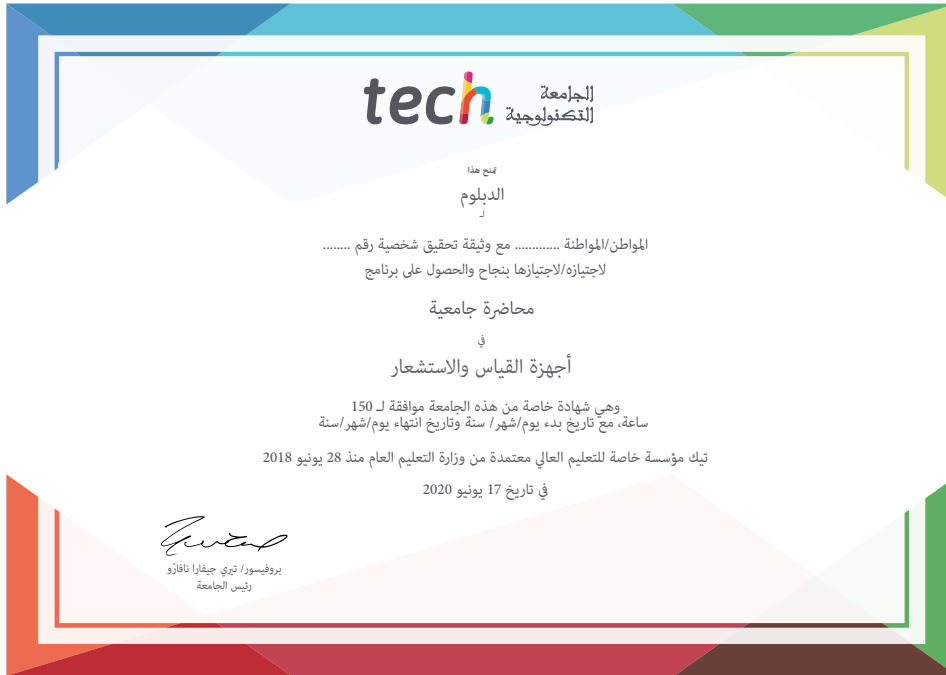 tech الجامعة
التكنولوجية
تمنح هذا
الدبلوم
لـ
المواطن/المواطنة ............ مع وثيقة تحقيق شخصية رقم ........
لاجتيازه/لاجتيازها بنجاح والحصول على برنامج
محاضرة جامعية
في
أجهزة القياس والاستشعار
وهي شهادة خاصة من هذه الجامعة موافقة لـ 150
ساعة، مع تاريخ بدء يوم/شهر/ سنة وتاريخ انتهاء يوم/شهر/سنة
تيك مؤسسة خاصة للتعليم العالي معتمدة من وزارة التعليم العام منذ 28 يونيو 2018
في تاريخ 17 يونيو 2020
بروفيسور/ تيري جيفارا نافارّو
رئيس الجامعة